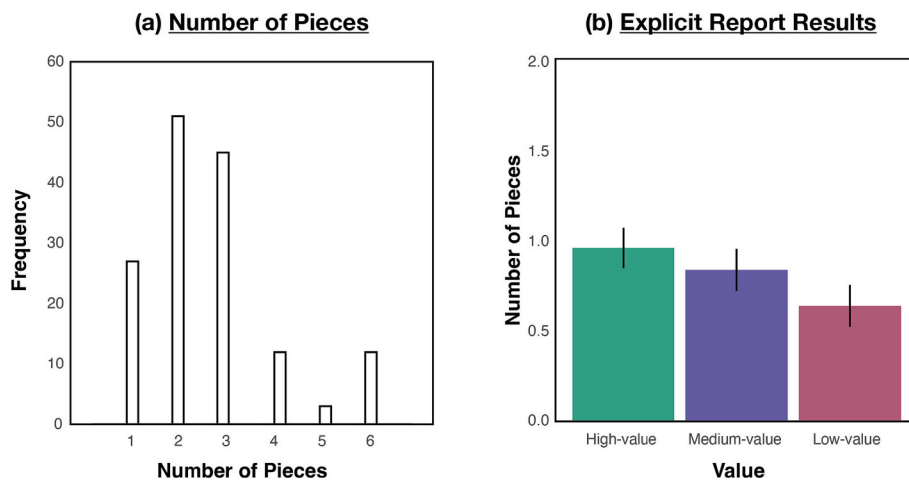 (a) Number of Pieces
60
50
40
30
20
10
0
Frequency
1 2 3 4 5 6
Number of Pieces
(b) Explicit Report Results
2.0
1.5
1.0
0.5
0.0
Number of Pieces
High-value Medium-value Low-value
Value